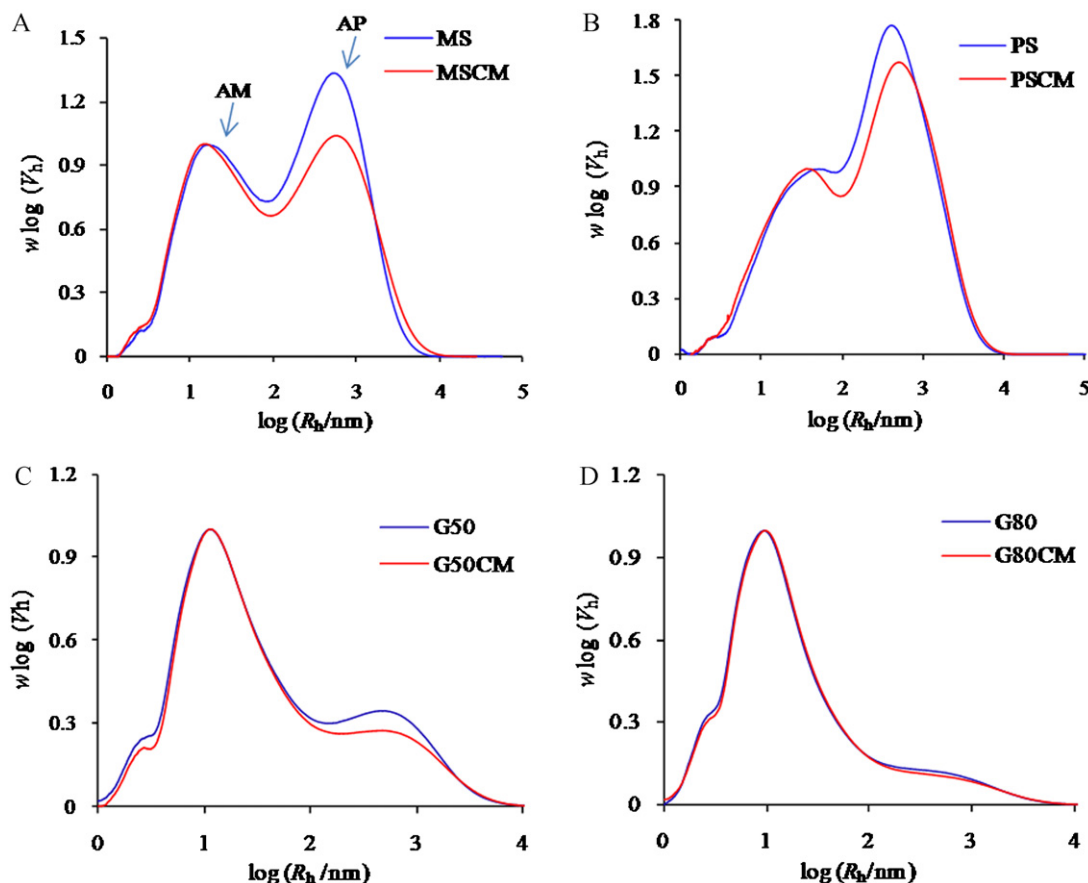 A
1.5
1.2
0.9
0.6
0.3
0
0 1 2 3 4 5
w log (Vh)
log (Rh/nm)
AM
AP
MS
MSCM
B
1.8
1.5
1.2
0.9
0.6
0.3
0
0 1 2 3 4 5
w log (Vh)
log (Rh/nm)
PS
PSCM
C
1.2
0.9
0.6
0.3
0
0 1 2 3 4
w log (Vh)
log (Rh/nm)
G50
G50CM
D
1.2
0.9
0.6
0.3
0
0 1 2 3 4
w log (Vh)
log (Rh/nm)
G80
G80CM